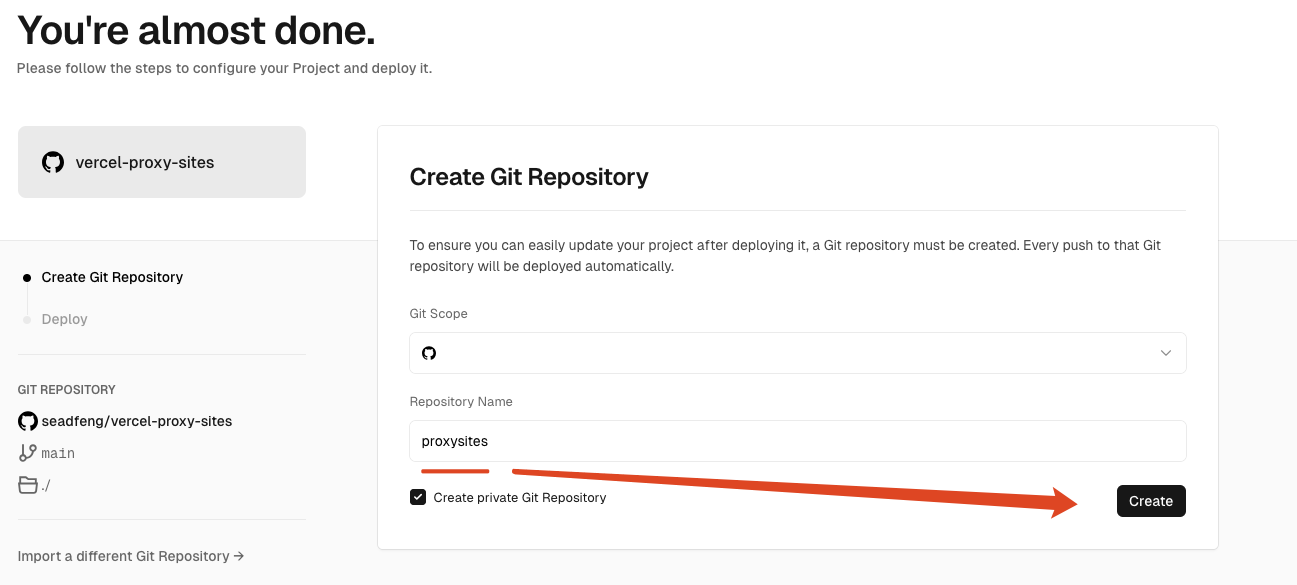 You're almost done.
Please follow the steps to configure your Project and deploy it.
vercel-proxy-sites
Create Git Repository
Deploy
GIT REPOSITORY
seadfeng/vercel-proxy-sites
main
./
Import a different Git Repository →
Create Git Repository
To ensure you can easily update your project after deploying it, a Git repository must be created. Every push to that Git
repository will be deployed automatically.
Git Scope
Repository Name
proxysites
Create private Git Repository
Create